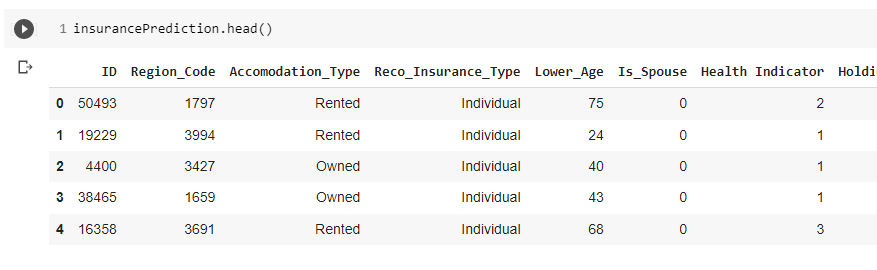 1 insurancePrediction.head()
ID Region_Code Accomodation_Type Reco_Insurance_Type Lower_Age Is_Spouse Health Indicator Holdi
0 50493 1797 Rented Individual 75 0 2
1 19229 3994 Rented Individual 24 0 1
2 4400 3427 Owned Individual 40 0 1
3 38465 1659 Owned Individual 43 0 1
4 16358 3691 Rented Individual 68 0 3